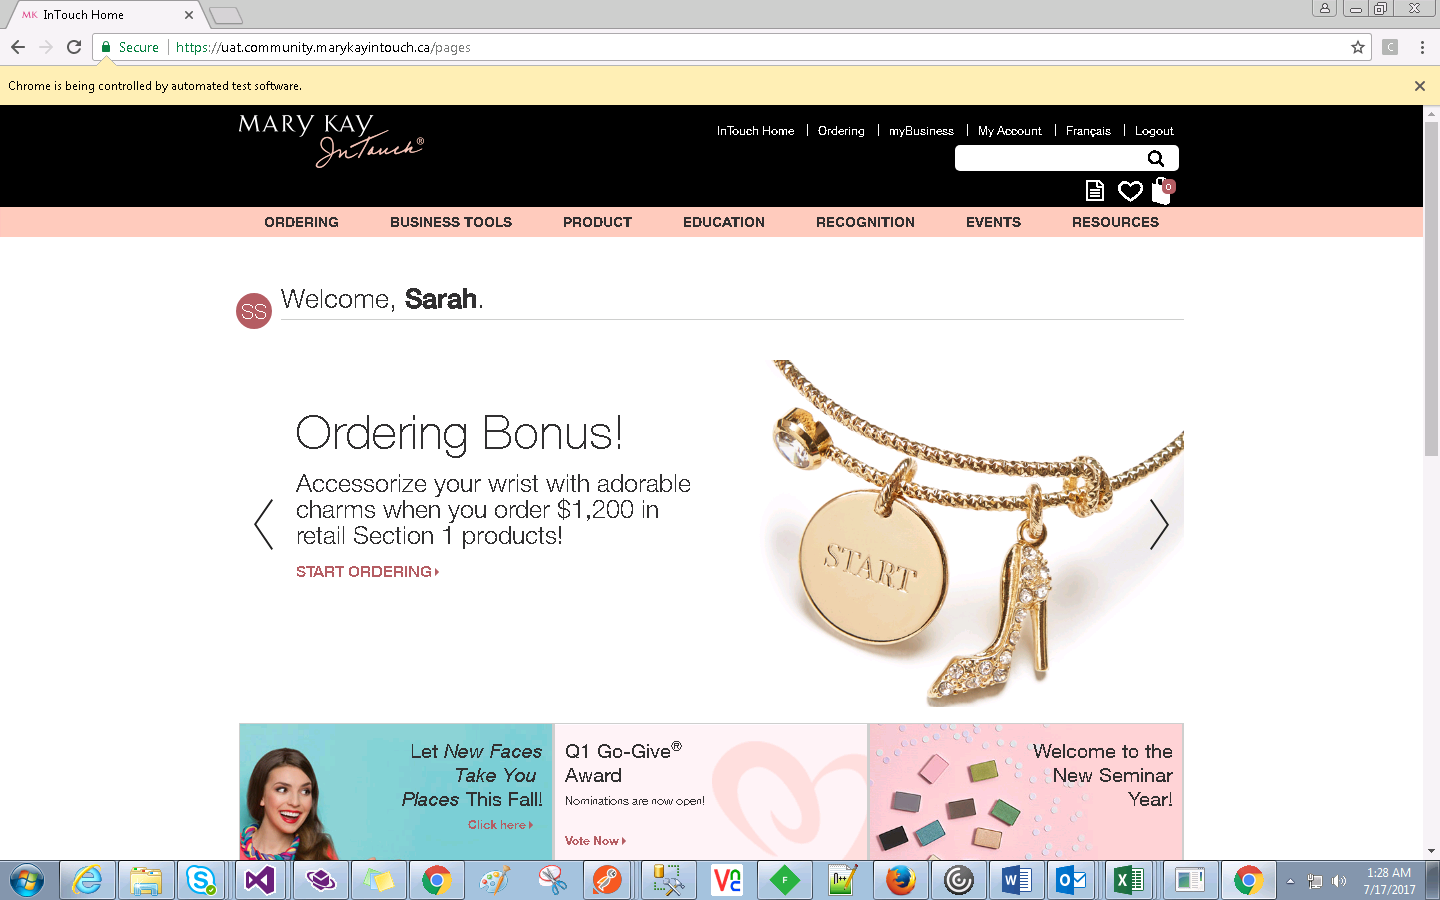 MK InTouch Home
Secure https://uat.community.marykayintouch.ca/pages
C
Chrome is being controlled by automated test software.
MARY KAY
InTouch®
InTouch Home Ordering myBusiness My Account Français Logout
0
ORDERING BUSINESS TOOLS PRODUCT EDUCATION RECOGNITION EVENTS RESOURCES
SS Welcome, Sarah.
Ordering Bonus!
Accessorize your wrist with adorable
charms when you order $1,200 in
retail Section 1 products!
START ORDERING
START
Let New Faces
Take You
Places This Fall!
Click here
Q1 Go-Give®
Award
Nominations are now open!
Vote Now
Welcome to the
New Seminar
Year!
1:28 AM
7/17/2017